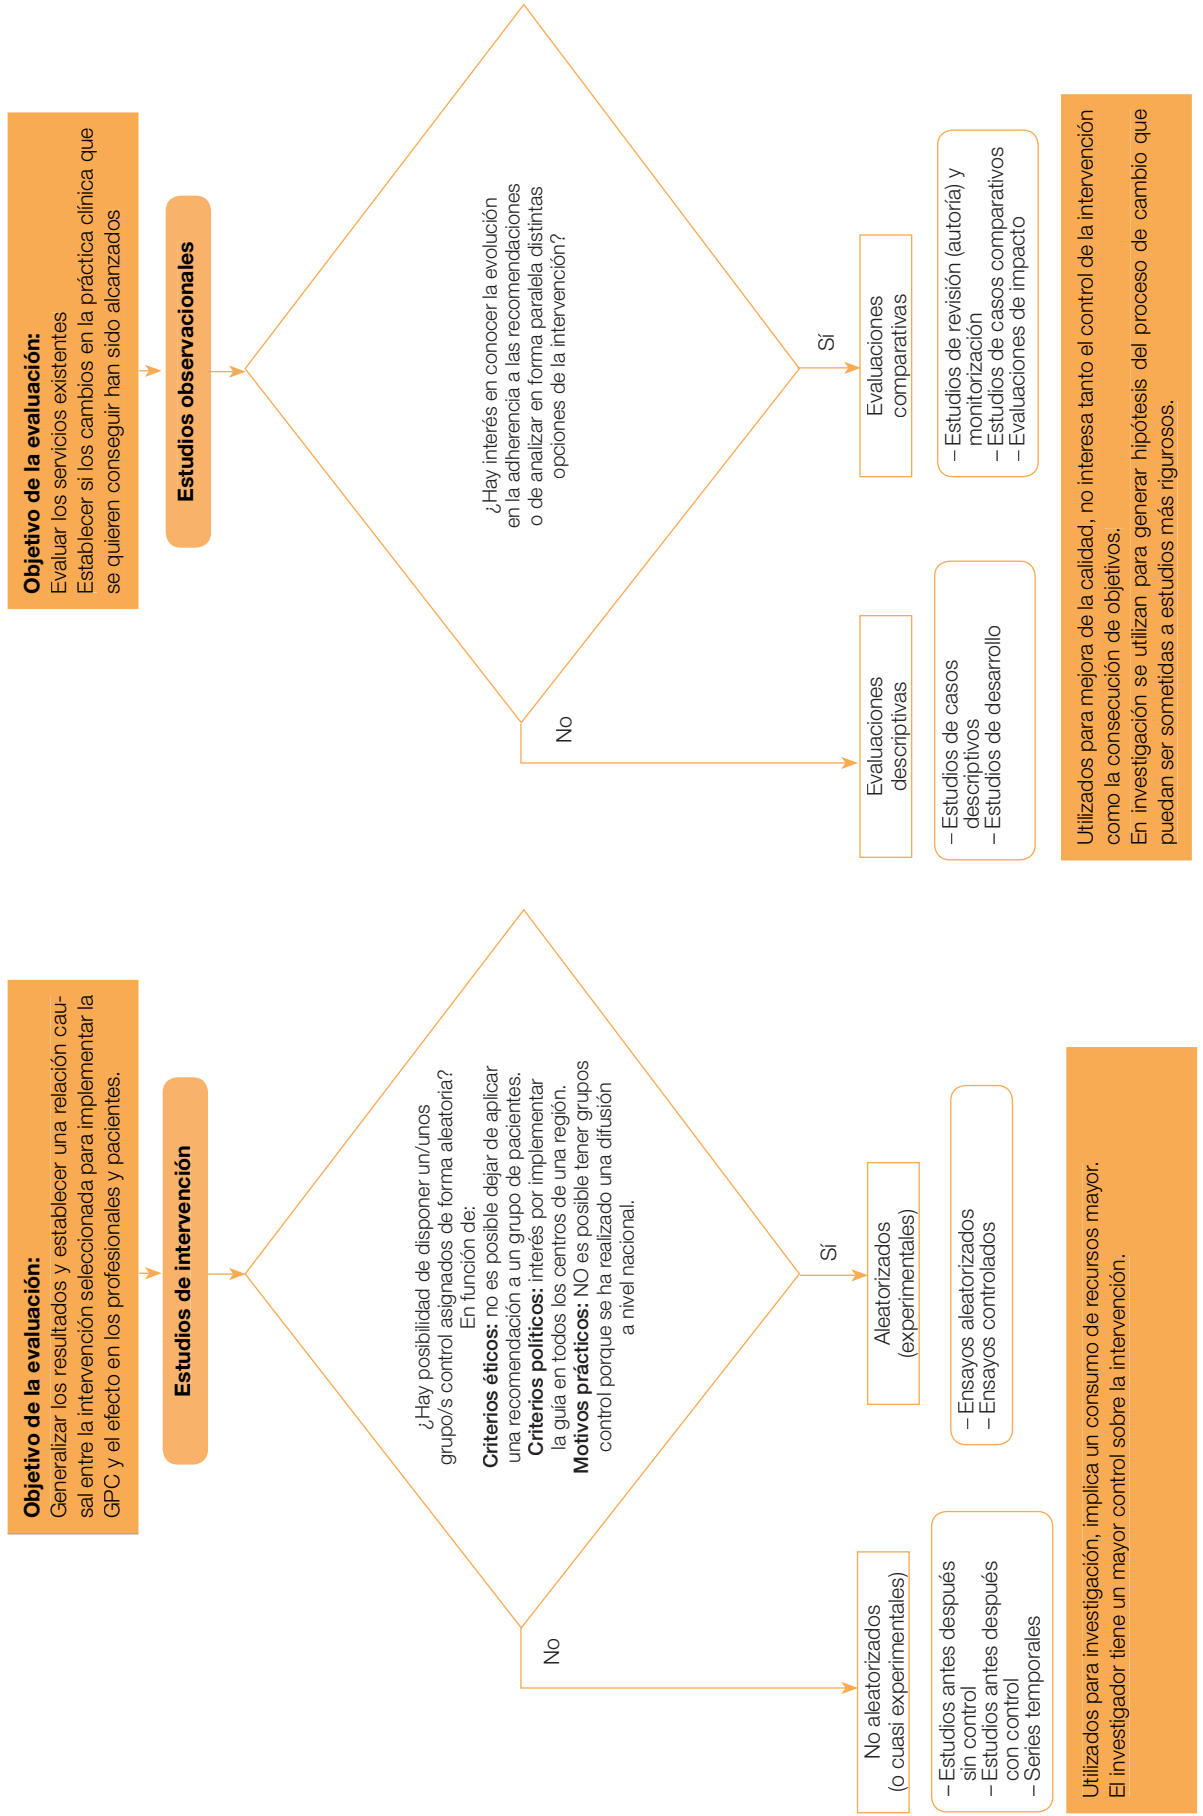 Objetivo de la evaluación:
Generalizar los resultados y establecer una relación cau-
sal entre la intervención seleccionada para implementar la
GPC y el efecto en los profesionales y pacientes.
Estudios de intervención
¿Hay posibilidad de disponer un/unos
grupo/s control asignados de forma aleatoria?
En función de:
Criterios éticos: no es posible dejar de aplicar
una recomendación a un grupo de pacientes.
Criterios políticos: interés por implementar
la guía en todos los centros de una región.
Motivos prácticos: NO es posible tener grupos
control porque se ha realizado una difusión
a nivel nacional.
No
Sí
No aleatorizados
(o cuasi experimentales)
– Estudios antes después
sin control
– Estudios antes después
con control
– Series temporales
Aleatorizados
(experimentales)
– Ensayos aleatorizados
– Ensayos controlados
Utilizados para investigación, implica un consumo de recursos mayor.
El investigador tiene un mayor control sobre la intervención.
Objetivo de la evaluación:
Evaluar los servicios existentes
Establecer si los cambios en la práctica clínica que
se quieren conseguir han sido alcanzados
Estudios observacionales
¿Hay interés en conocer la evolución
en la adherencia a las recomendaciones
o de analizar en forma paralela distintas
opciones de la intervención?
No
Sí
Evaluaciones
descriptivas
– Estudios de casos
descriptivos
– Estudios de desarrollo
Evaluaciones
comparativas
– Estudios de revisión (autoría) y
monitorización
– Estudios de casos comparativos
– Evaluaciones de impacto
Utilizados para mejora de la calidad, no interesa tanto el control de la intervención
como la consecución de objetivos.
En investigación se utilizan para generar hipótesis del proceso de cambio que
puedan ser sometidas a estudios más rigurosos.